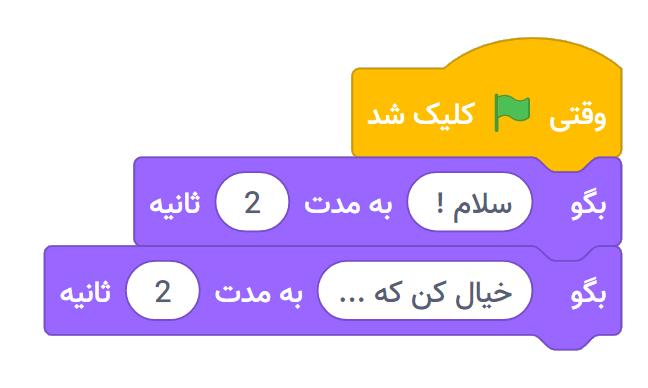 وقتی کلیک شد
بگو سلام ! به مدت 2 ثانیه
بگو خیال کن که ... به مدت 2 ثانیه